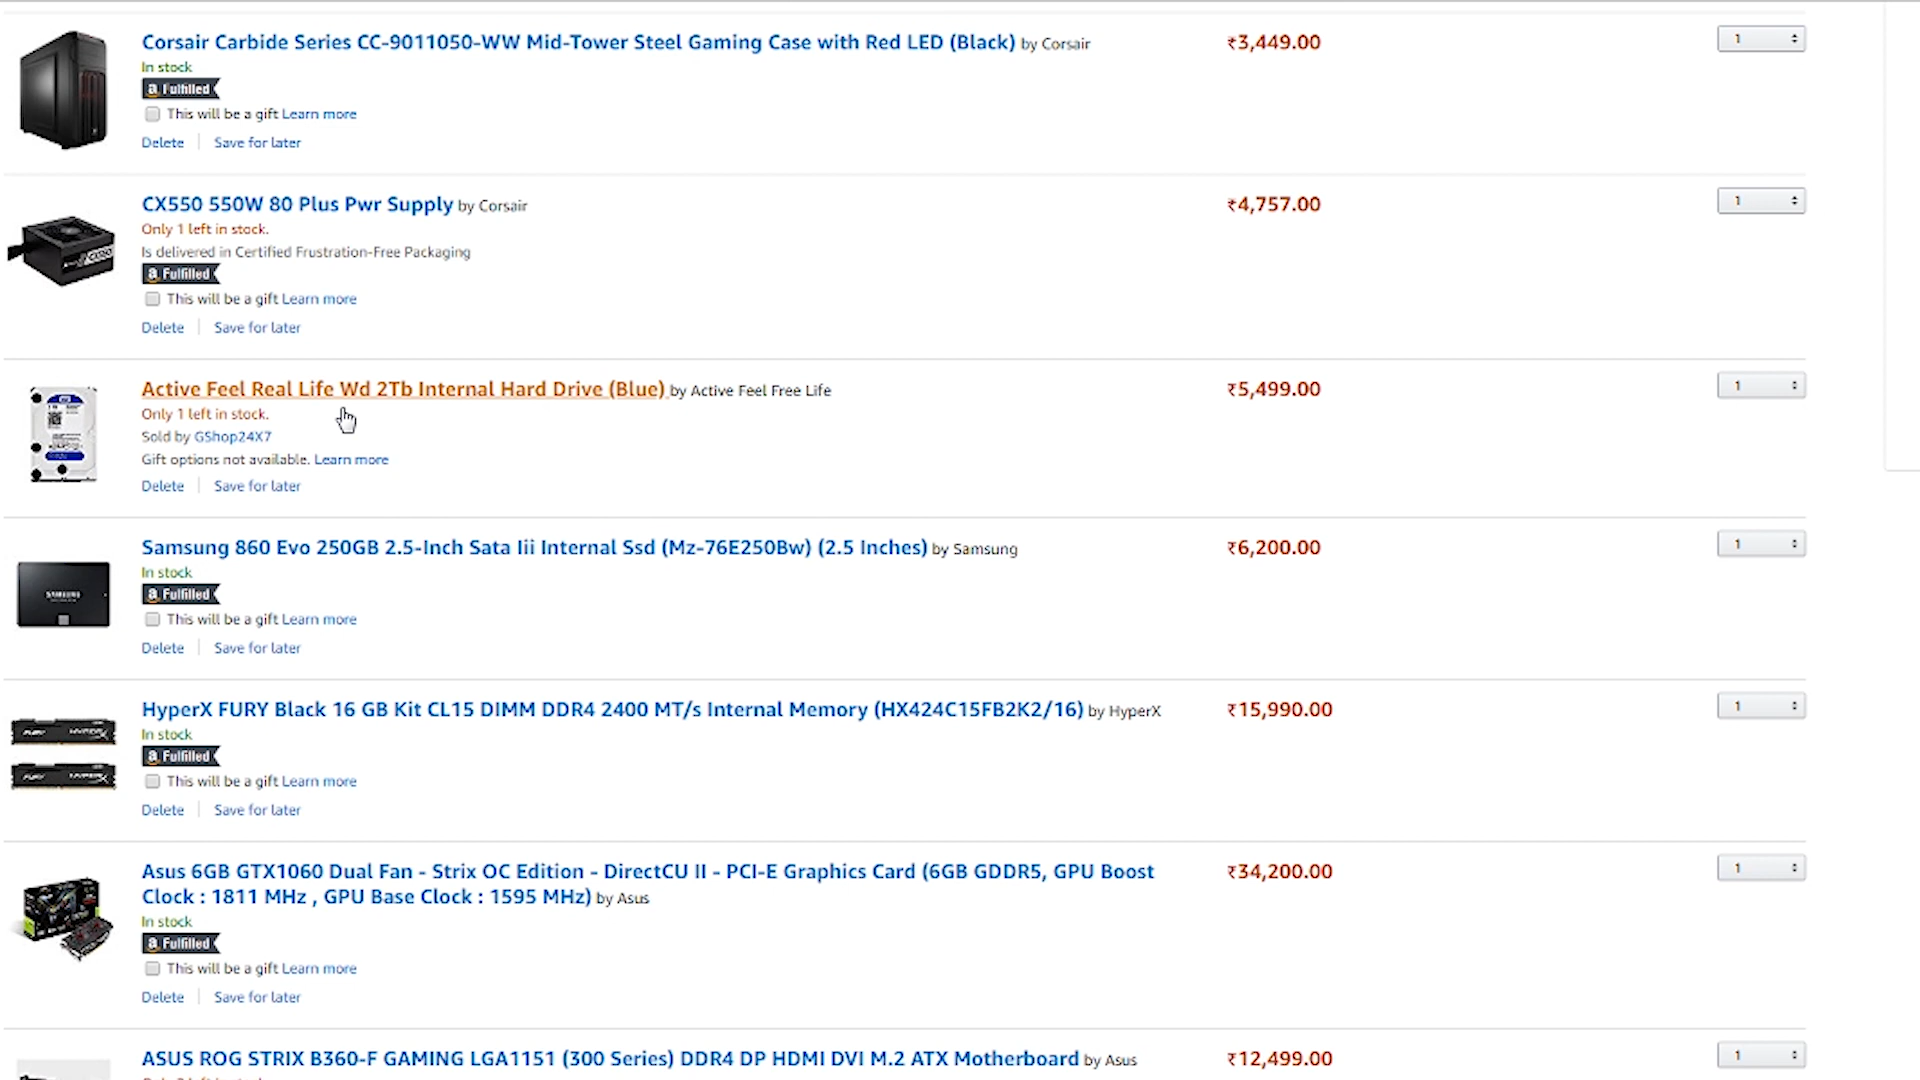 Corsair Carbide Series CC-9011050-WW Mid-Tower Steel Gaming Case with Red LED (Black) by Corsair ₹3,449.00 1
In stock
a Fulfilled
This will be a gift Learn more
Delete Save for later
CX550 550W 80 Plus Pwr Supply by Corsair ₹4,757.00 1
Only 1 left in stock.
Is delivered in Certified Frustration-Free Packaging
a Fulfilled
This will be a gift Learn more
Delete Save for later
Active Feel Real Life Wd 2Tb Internal Hard Drive (Blue) by Active Feel Free Life ₹5,499.00 1
Only 1 left in stock.
Sold by GShop24X7
Gift options not available. Learn more
Delete Save for later
Samsung 860 Evo 250GB 2.5-Inch Sata Iii Internal Ssd (Mz-76E250Bw) (2.5 Inches) by Samsung ₹6,200.00 1
In stock
SAMSUNG
a Fulfilled
This will be a gift Learn more
Delete Save for later
HyperX FURY Black 16 GB Kit CL15 DIMM DDR4 2400 MT/s Internal Memory (HX424C15FB2K2/16) by HyperX ₹15,990.00 1
In stock
a Fulfilled
This will be a gift Learn more
Delete Save for later
Asus 6GB GTX1060 Dual Fan - Strix OC Edition - DirectCU II - PCI-E Graphics Card (6GB GDDR5, GPU Boost ₹34,200.00 1
Clock : 1811 MHz , GPU Base Clock : 1595 MHz) by Asus
In stock
a Fulfilled
This will be a gift Learn more
Delete Save for later
ASUS ROG STRIX B360-F GAMING LGA1151 (300 Series) DDR4 DP HDMI DVI M.2 ATX Motherboard by Asus ₹12,499.00 1